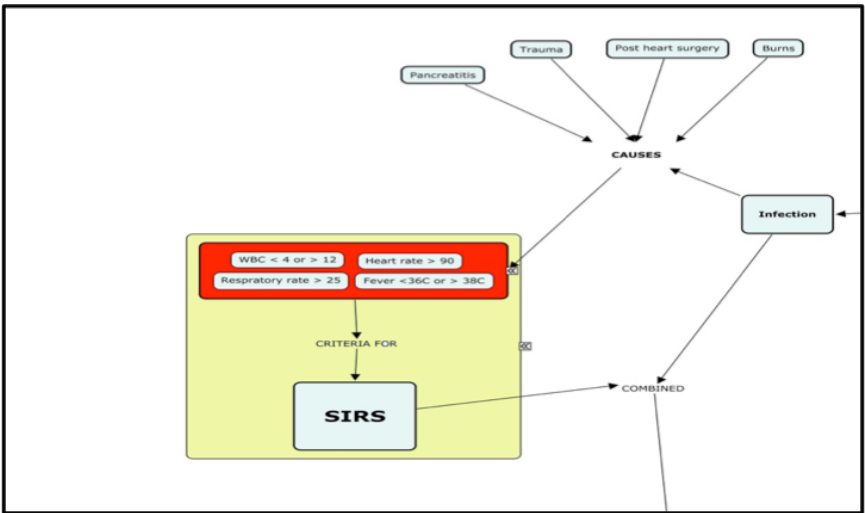 Trauma
Post heart surgery
Burns
Pancreatitis
CAUSES
Infection
WBC < 4 or > 12
Heart rate > 90
Respratory rate > 25
Fever <36C or > 38C
CRITERIA FOR
COMBINED
SIRS